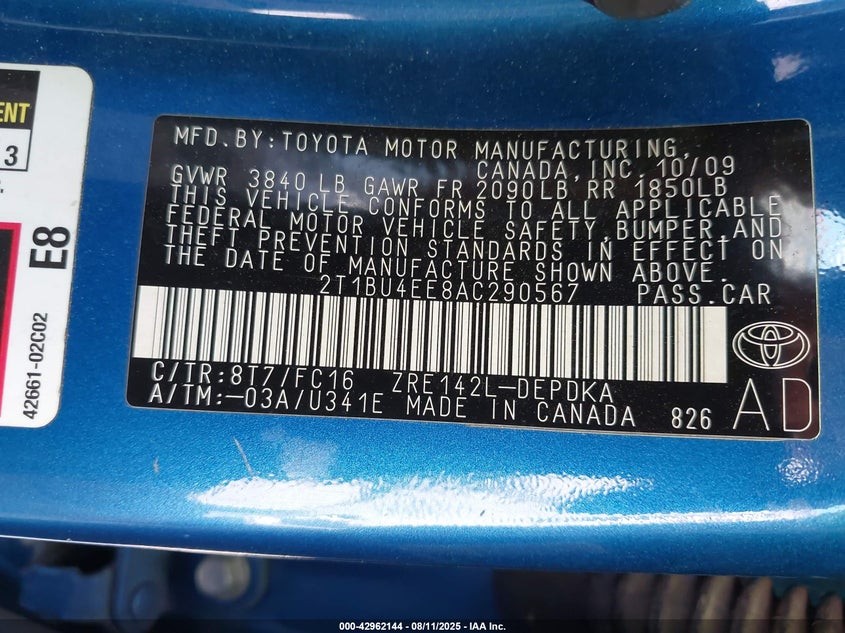 ENT
3
E8
42661-02C02
MFD.BY:TOYOTA MOTOR MANUFACTURING,
CANADA,INC. 10/09
GVWR 3840 LB GAWR FR 2090LB RR 1850LB
THIS VEHICLE CONFORMS TO ALL APPLICABLE
FEDERAL MOTOR VEHICLE SAFETY,BUMPER,AND
THEFT PREVENTION STANDARDS IN EFFECT ON
THE DATE OF MANUFACTURE SHOWN ABOVE.
2T1BU4EE8AC290567 PASS.CAR
C/TR:8T7/FC16 ZRE142L-DEPDKA
A/TM:-03A/U341E MADE IN CANADA 826
AD
000-42962144 - 08/11/2025 - IAA Inc.